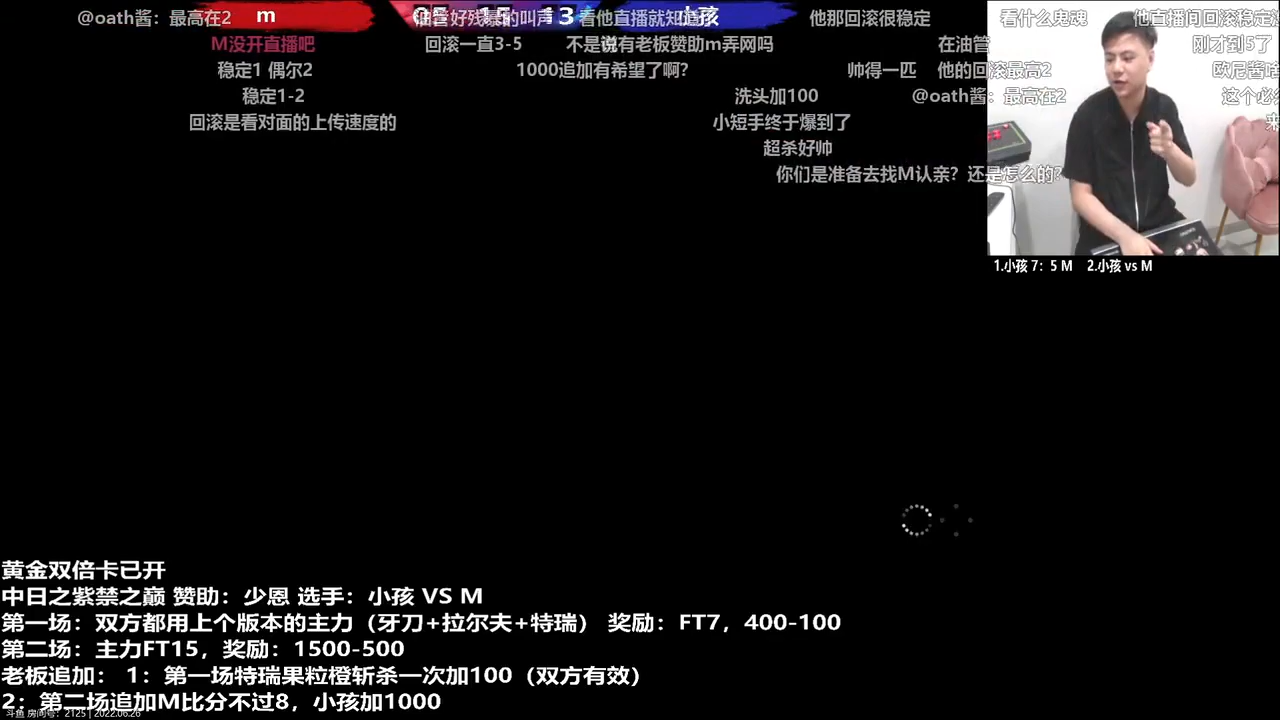 @oath酱：最高在2
m
13
看他直播就知道
小孩
他那回滚很稳定
看什么鬼魂
他直播间回滚稳定
M没开直播吧
回滚一直3-5
不是说有老板赞助m弄网吗
在油管
刚才到5了
稳定1 偶尔2
1000追加有希望了啊？
帅得一匹
他的回滚最高2
欧尼酱
稳定1-2
洗头加100
@oath酱：最高在2
这个必
回滚是看对面的上传速度的
小短手终于爆到了
来
超杀好帅
你们是准备去找M认亲？还是怎么的？
1.小孩 7：5 M 2.小孩 vs M
黄金双倍卡已开
中日之紫禁之巅 赞助：少恩 选手：小孩 VS M
第一场：双方都用上个版本的主力（牙刀+拉尔夫+特瑞） 奖励：FT7，400-100
第二场：主力FT15，奖励：1500-500
老板追加： 1：第一场特瑞果粒橙斩杀一次加100（双方有效）
2：第二场追加M比分不过8，小孩加1000
斗鱼 房间号：2125 | 2022.06.26